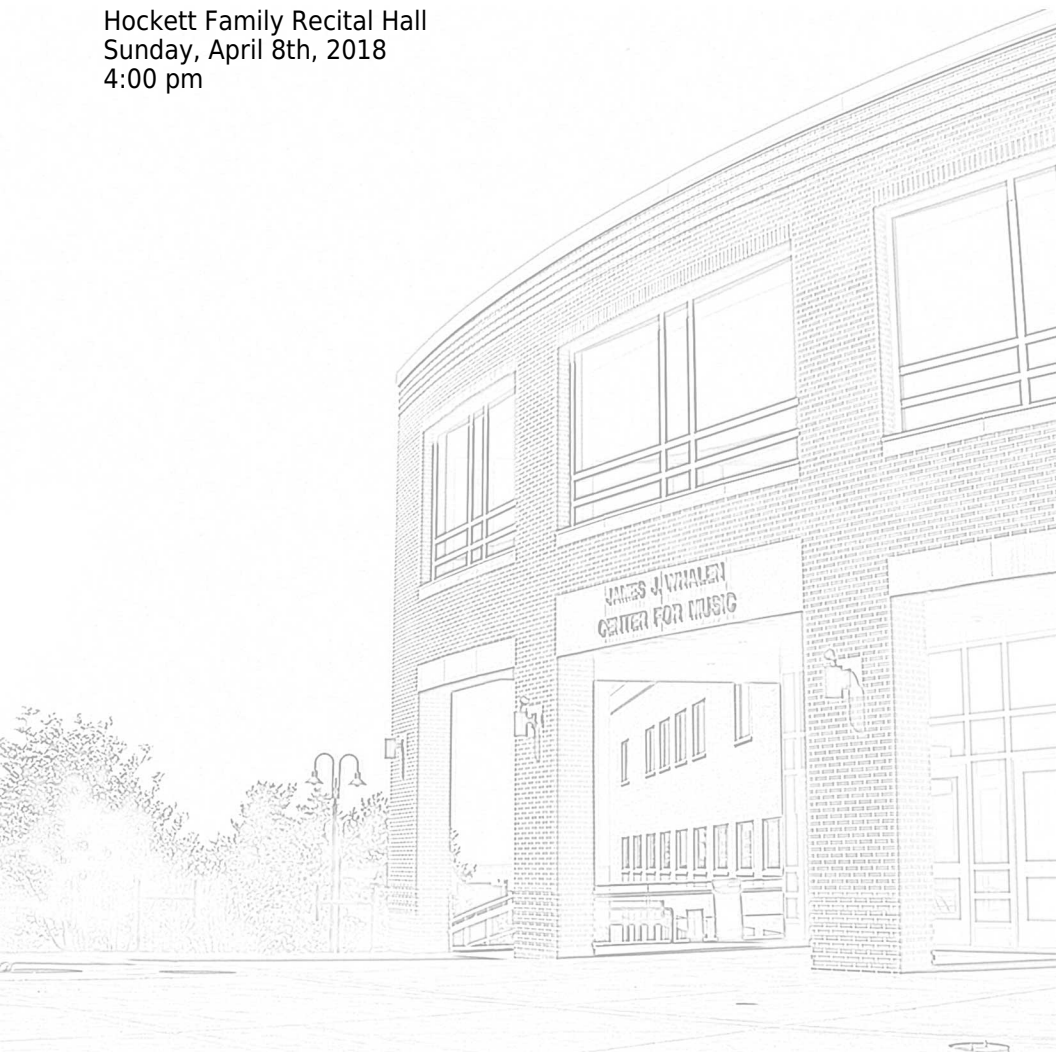 Hockett Family Recital Hall
Sunday, April 8th, 2018
4:00 pm
JAMES J. WHALEN
CENTER FOR MUSIC